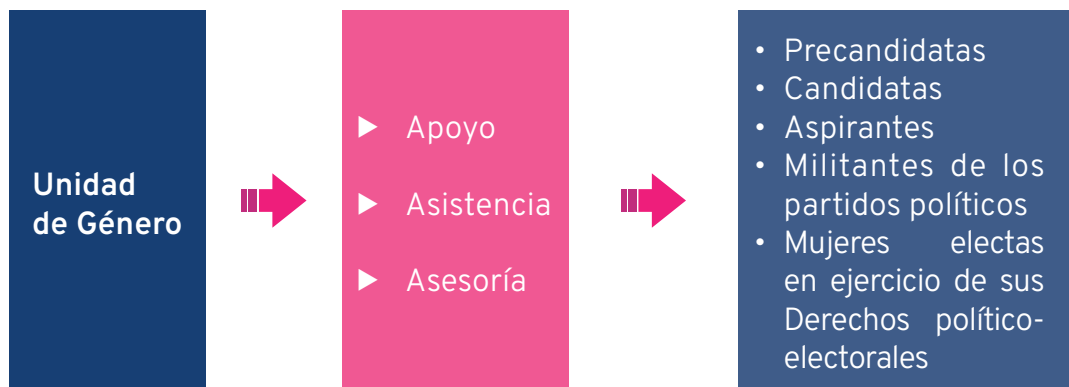 Unidad
de Género
▶ Apoyo
▶ Asistencia
▶ Asesoría
• Precandidatas
• Candidatas
• Aspirantes
• Militantes de los
partidos políticos
• Mujeres electas
en ejercicio de sus
Derechos político-
electorales